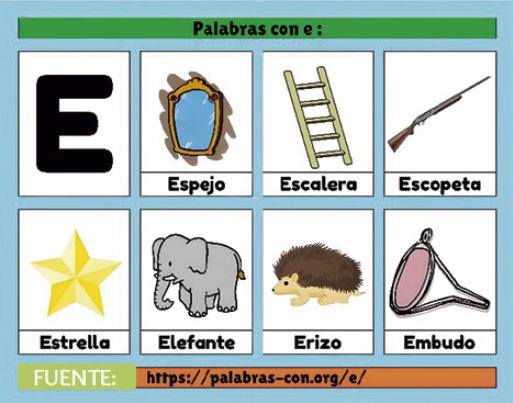 Palabras con e :
E
Espejo
Escalera
Escopeta
Estrella
Elefante
Erizo
Embudo
FUENTE:
https://palabras-con.org/e/